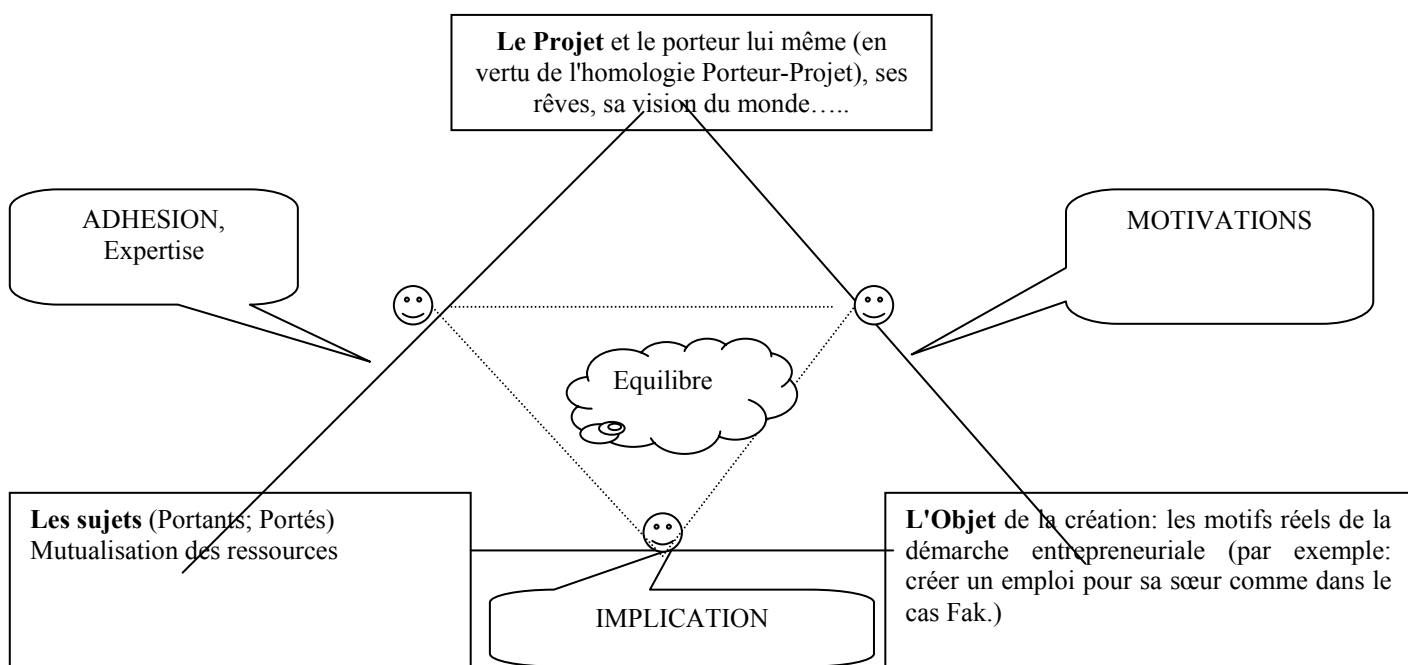 Le Projet et le porteur lui même (en
vertu de l'homologie Porteur-Projet), ses
rêves, sa vision du monde…..
ADHESION,
Expertise
MOTIVATIONS
Equilibre
Les sujets (Portants; Portés)
Mutualisation des ressources
L'Objet de la création: les motifs réels de la
démarche entrepreneuriale (par exemple:
créer un emploi pour sa sœur comme dans le
cas Fak.)
IMPLICATION